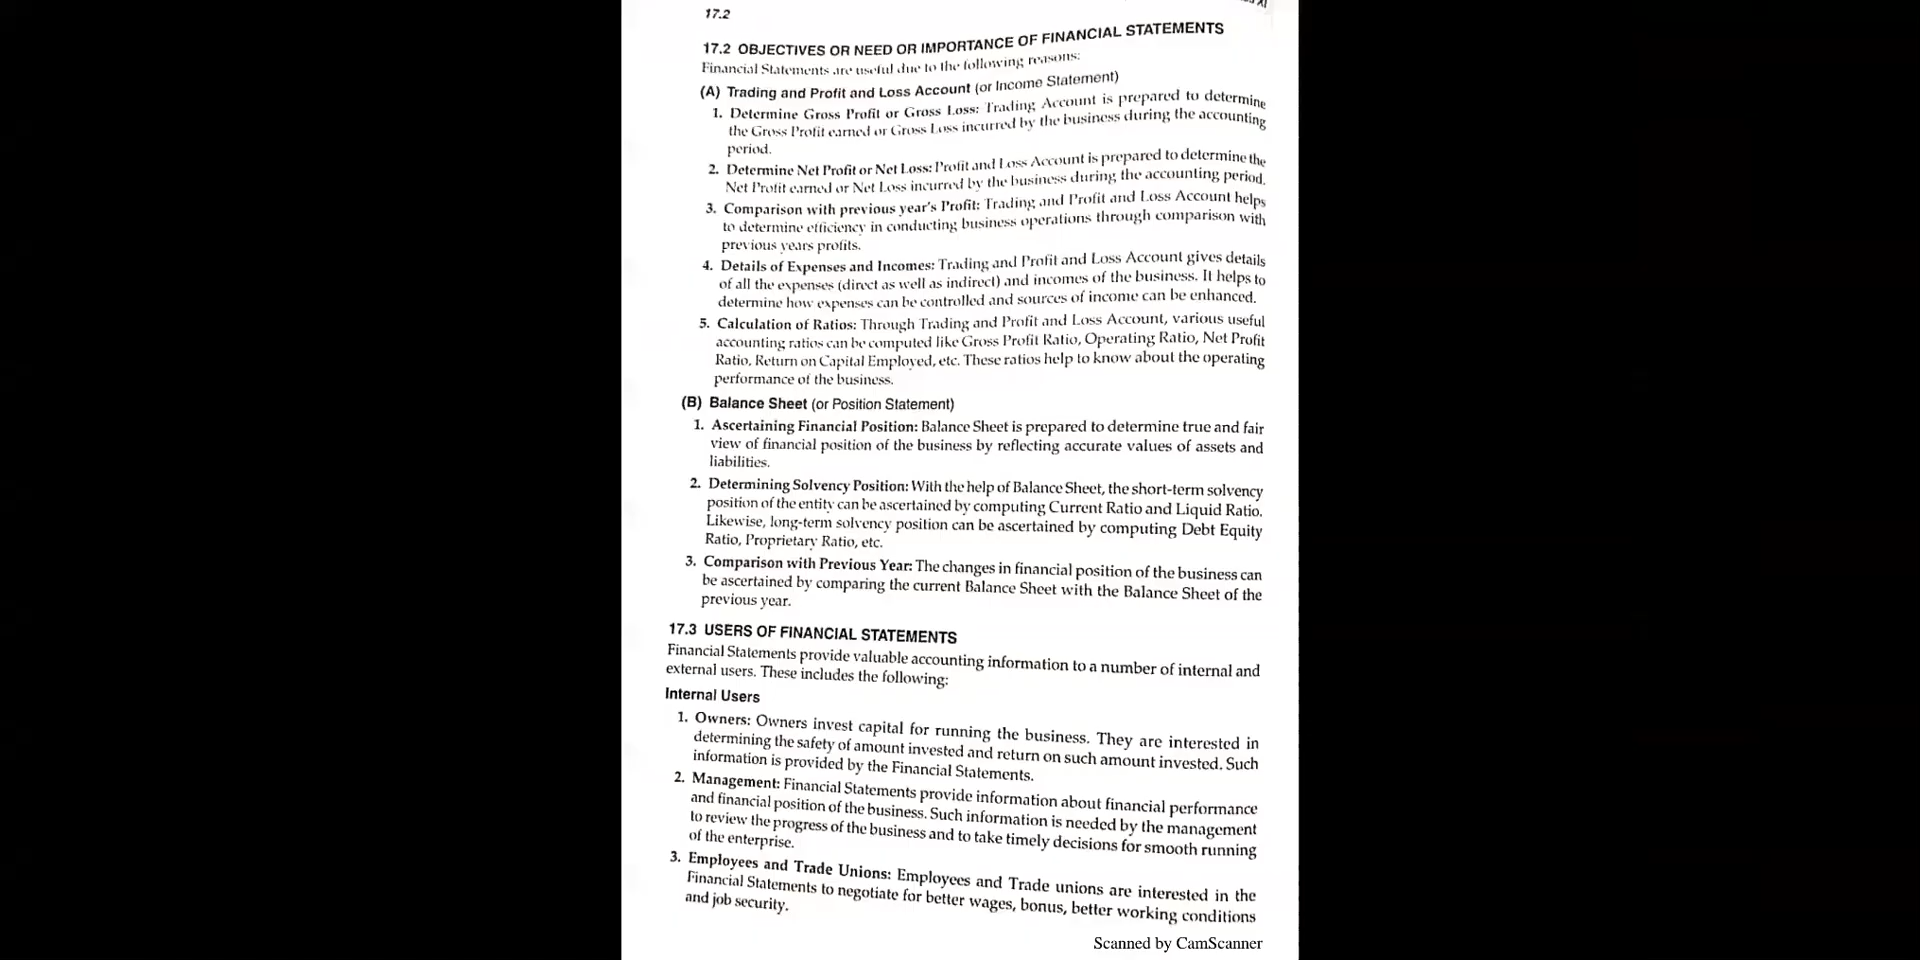 17.2
17.2 OBJECTIVES OR NEED OR IMPORTANCE OF FINANCIAL STATEMENTS
Financial Statements are useful due to the following reasons:
(A) Trading and Profit and Loss Account (or Income Statement)
1. Determine Gross Profit or Gross Loss: Trading Account is prepared to determine
the Gross Profit earned or Gross Loss incurred by the business during the accounting
period.
2. Determine Net Profit or Net Loss: Profit and Loss Account is prepared to determine the
Net Profit earned or Net Loss incurred by the business during the accounting period.
3. Comparison with previous year's Profit: Trading and Profit and Loss Account helps
to determine efficiency in conducting business operations through comparison with
previous years profits.
4. Details of Expenses and Incomes: Trading and Profit and Loss Account gives details
of all the expenses (direct as well as indirect) and incomes of the business. It helps to
determine how expenses can be controlled and sources of income can be enhanced.
5. Calculation of Ratios: Through Trading and Profit and Loss Account, various useful
accounting ratios can be computed like Gross Profit Ratio, Operating Ratio, Net Profit
Ratio, Return on Capital Employed, etc. These ratios help to know about the operating
performance of the business.
(B) Balance Sheet (or Position Statement)
1. Ascertaining Financial Position: Balance Sheet is prepared to determine true and fair
view of financial position of the business by reflecting accurate values of assets and
liabilities.
2. Determining Solvency Position: With the help of Balance Sheet, the short-term solvency
position of the entity can be ascertained by computing Current Ratio and Liquid Ratio.
Likewise, long-term solvency position can be ascertained by computing Debt Equity
Ratio, Proprietary Ratio, etc.
3. Comparison with Previous Year: The changes in financial position of the business can
be ascertained by comparing the current Balance Sheet with the Balance Sheet of the
previous year.
17.3 USERS OF FINANCIAL STATEMENTS
Financial Statements provide valuable accounting information to a number of internal and
external users. These includes the following:
Internal Users
1. Owners: Owners invest capital for running the business. They are interested in
determining the safety of amount invested and return on such amount invested. Such
information is provided by the Financial Statements.
2. Management: Financial Statements provide information about financial performance
and financial position of the business. Such information is needed by the management
to review the progress of the business and to take timely decisions for smooth running
of the enterprise.
3. Employees and Trade Unions: Employees and Trade unions are interested in the
Financial Statements to negotiate for better wages, bonus, better working conditions
and job security.
Scanned by CamScanner